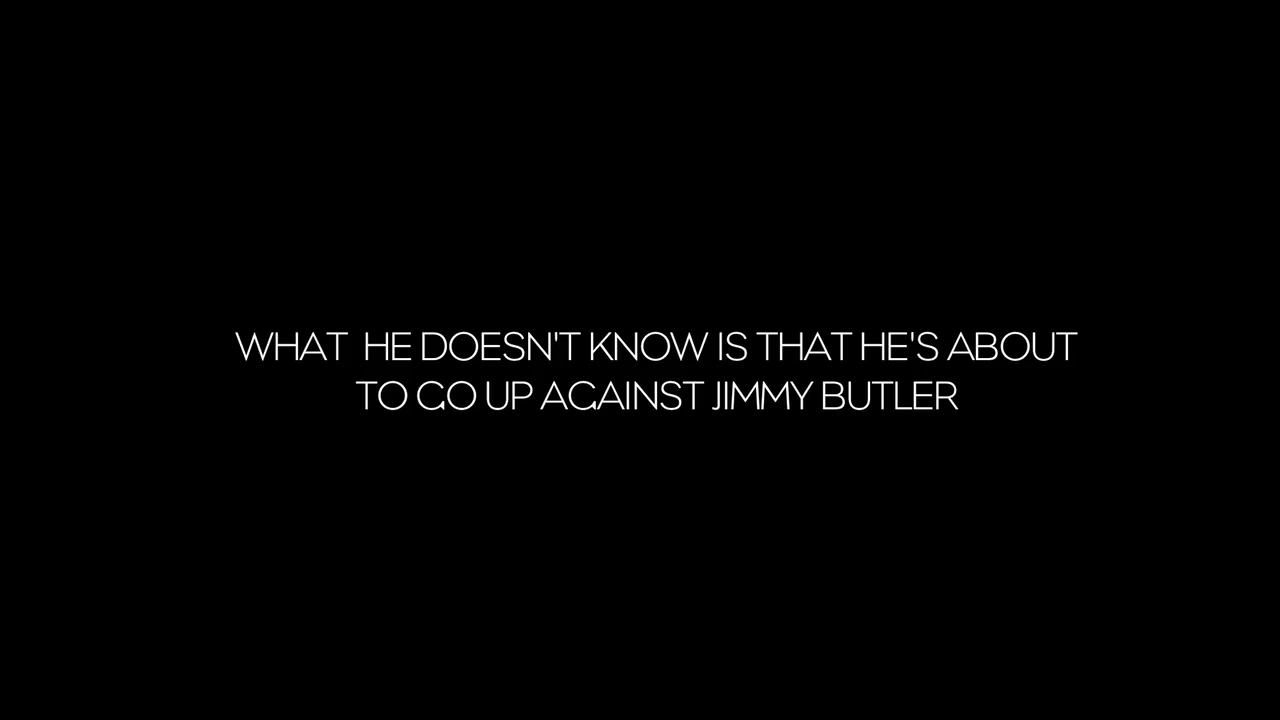 WHAT  HE DOESN'T KNOW IS THAT HE'S ABOUT
TO GO UP AGAINST JIMMY BUTLER